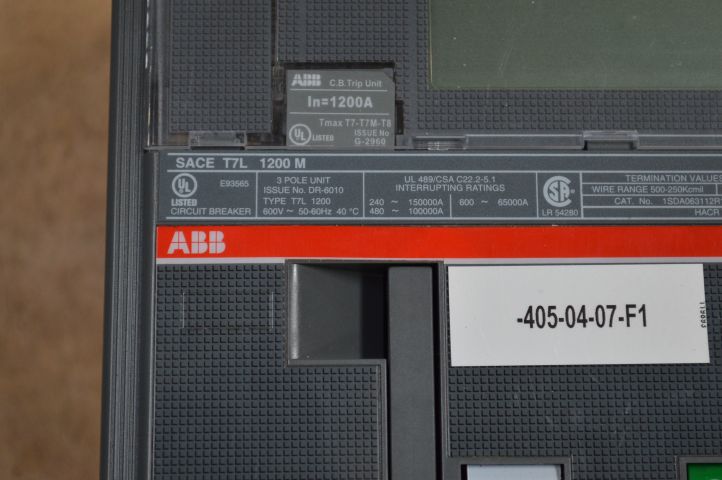 ABB C.B.Trip Unit
In=1200A
Tmax T7-T7M-T8
UL LISTED ISSUE No
G-2960
SACE T7L 1200 M
UL LISTED
CIRCUIT BREAKER
E93565
3 POLE UNIT
ISSUE No. DR-6010
TYPE T7L 1200
600V ~ 50-60Hz 40 °C
UL 489/CSA C22.2-5.1
INTERRUPTING RATINGS
240 ~ 150000A 600 ~ 65000A
480 ~ 100000A
SA
LR 54280
TERMINATION VALUES
WIRE RANGE 500-250Kcmil
CAT. No. 1SDA063112R
HACR
ABB
-405-04-07-F1